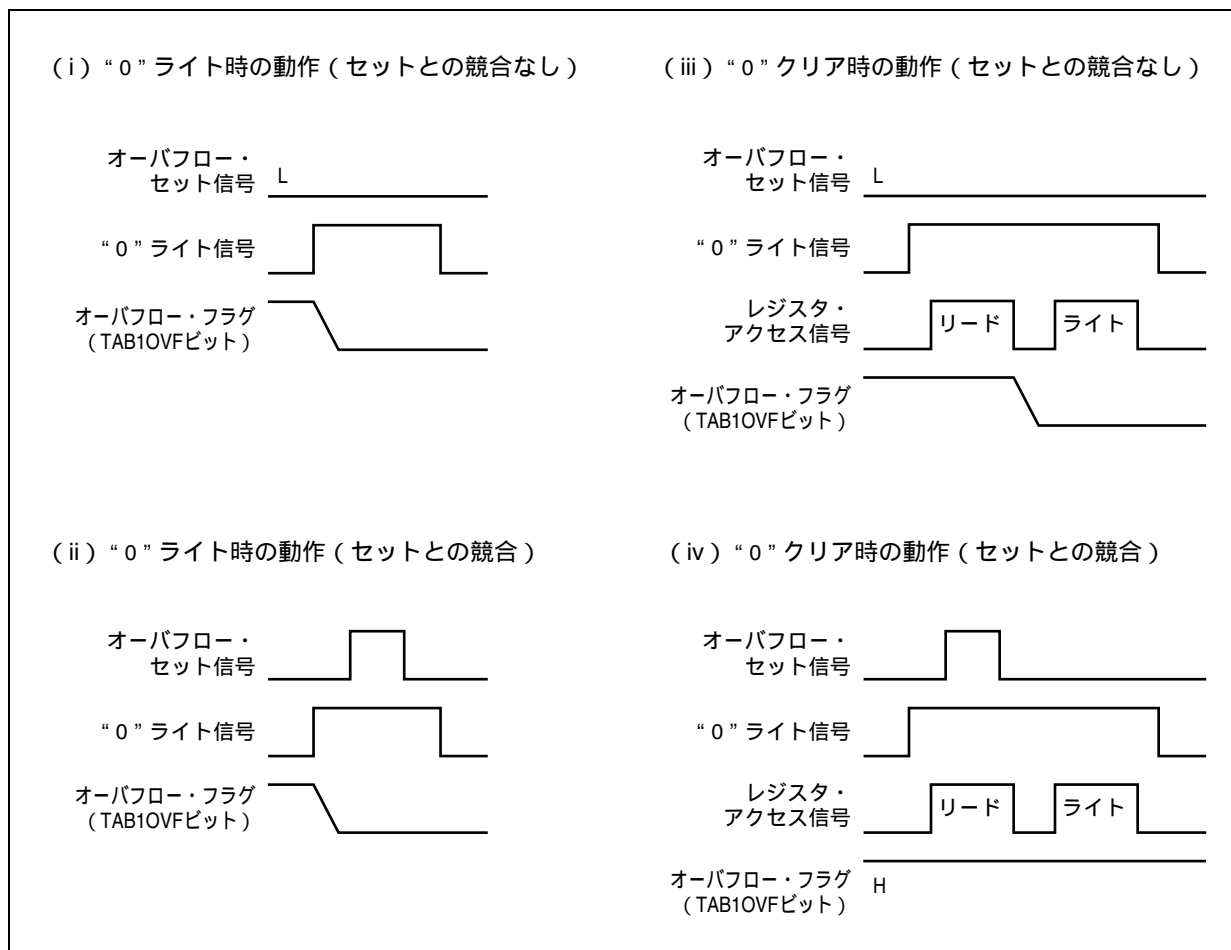 (i)“0”ライト時の動作(セットとの競合なし)
オーバフロー・
セット信号
L
“0”ライト信号
オーバフロー・フラグ
(TAB1OVFビット)
(iii)“0”クリア時の動作(セットとの競合なし)
オーバフロー・
セット信号
L
“0”ライト信号
レジスタ・
アクセス信号
リード
ライト
オーバフロー・フラグ
(TAB1OVFビット)
(ii)“0”ライト時の動作(セットとの競合)
オーバフロー・
セット信号
“0”ライト信号
オーバフロー・フラグ
(TAB1OVFビット)
(iv)“0”クリア時の動作(セットとの競合)
オーバフロー・
セット信号
“0”ライト信号
レジスタ・
アクセス信号
リード
ライト
オーバフロー・フラグ
(TAB1OVFビット)
H